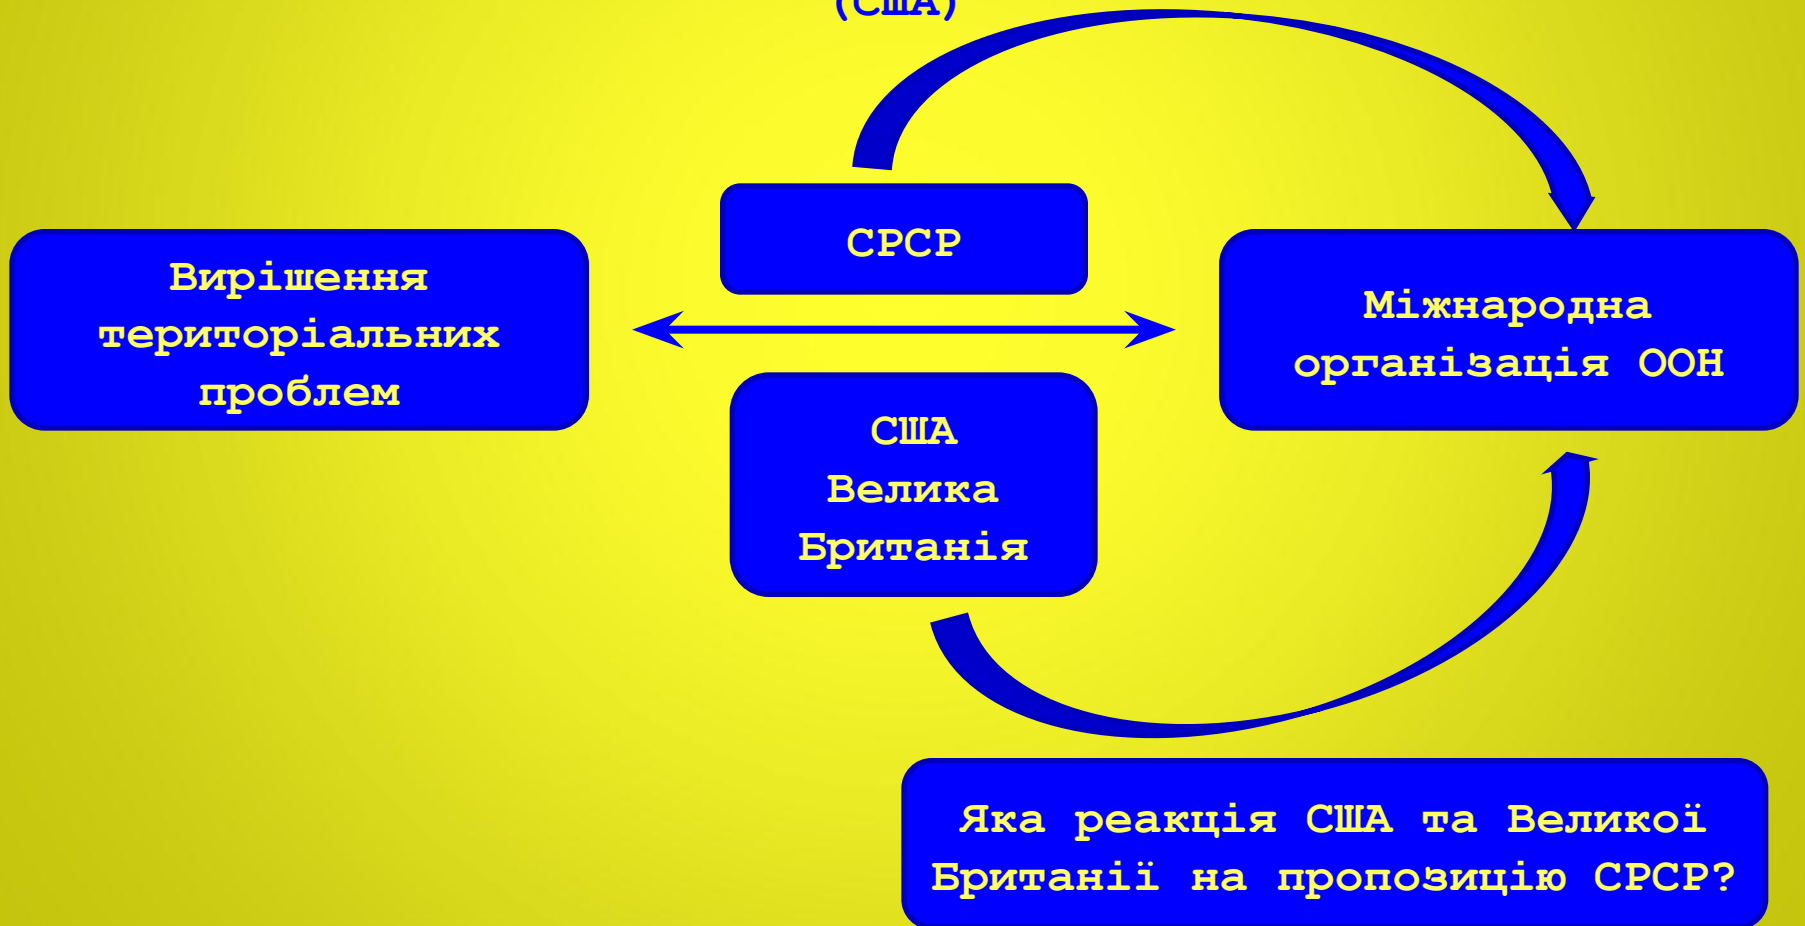 (США)
СРСР
Вирішення
територіальних
проблем
Міжнародна
організація ООН
США
Велика
Британія
Яка реакція США та Великої
Британії на пропозицію СРСР?